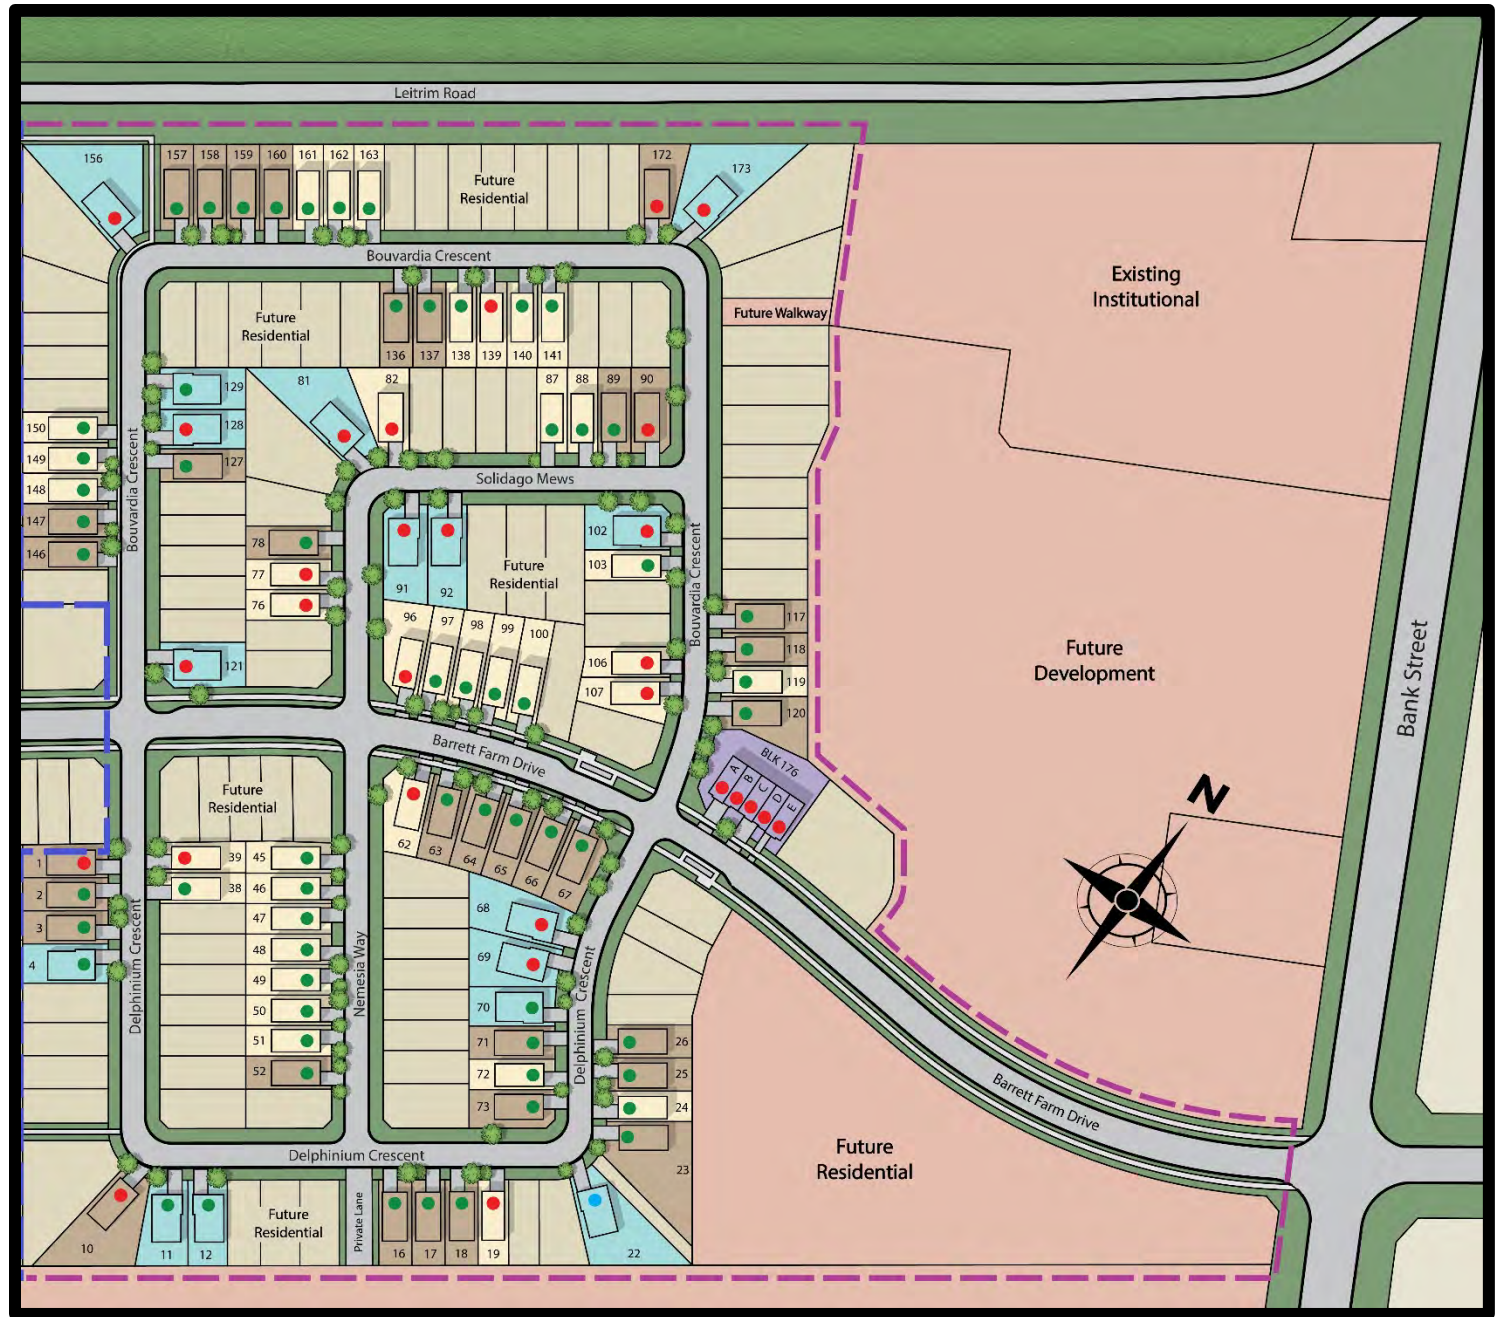 Leitrim Road
156
157
158
159
160
161
162
163
Future
Residential
172
173
Bouvardia Crescent
Existing
Institutional
Future
Residential
Future Walkway
136
137
138
139
140
141
129
81
82
87
88
89
90
128
127
150
149
148
147
146
Bouvardia Crescent
Solidago Mews
78
77
76
121
91
92
Future
Residential
102
103
Bouvardia Crescent
96
97
98
99
100
106
107
117
118
119
120
Future
Development
Bank Street
Barrett Farm Drive
BLK 176
A
B
C
D
E
N
Future
Residential
62
63
64
65
66
67
1
2
3
4
39
38
45
46
47
48
49
50
51
52
Delphinium Crescent
Nemesia Way
68
69
70
71
72
73
Delphinium Crescent
26
25
24
23
Barrett Farm Drive
Future
Residential
Delphinium Crescent
10
11
12
Future
Residential
Private Lane
16
17
18
19
22